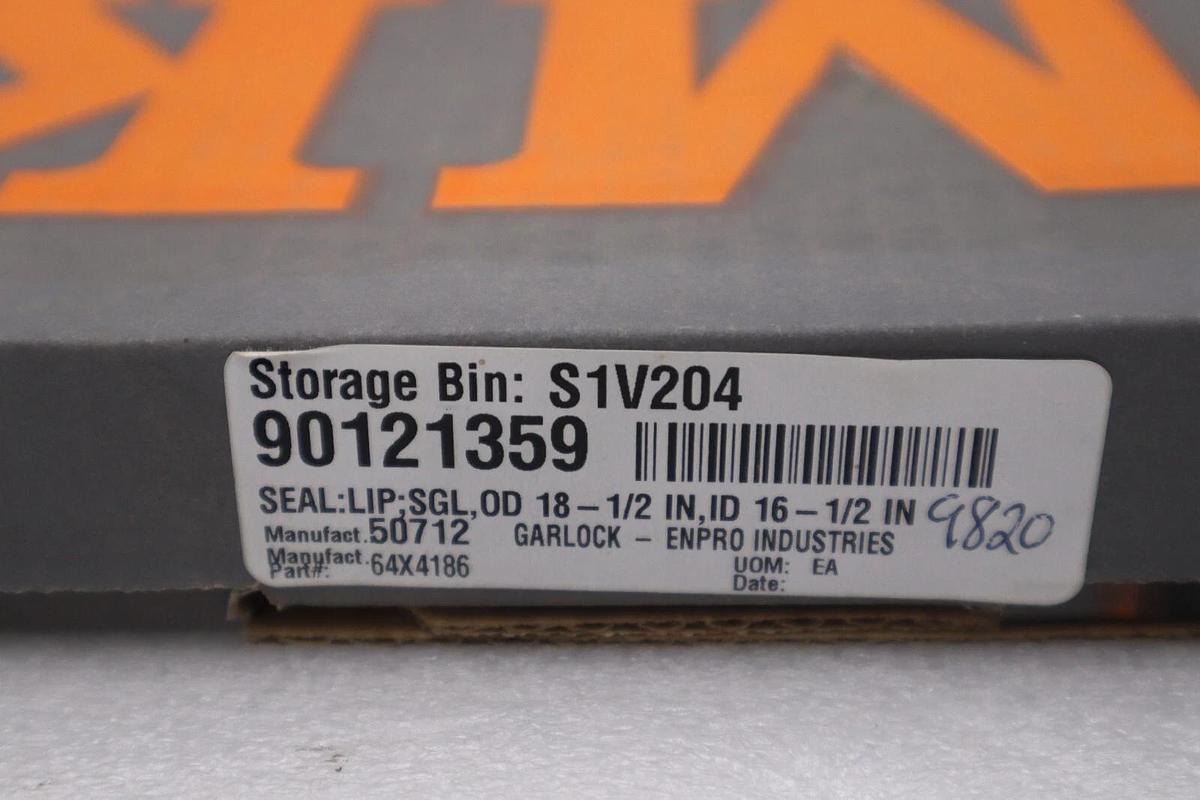 KLM
Storage Bin: S1V204
90121359
SEAL:LIP;SGL,OD 18-1/2 IN,ID 16-1/2 IN 9820
Manufact. 50712 GARLOCK - ENPRO INDUSTRIES
Manufact. Part#: 64X4186 UOM: EA
Date: